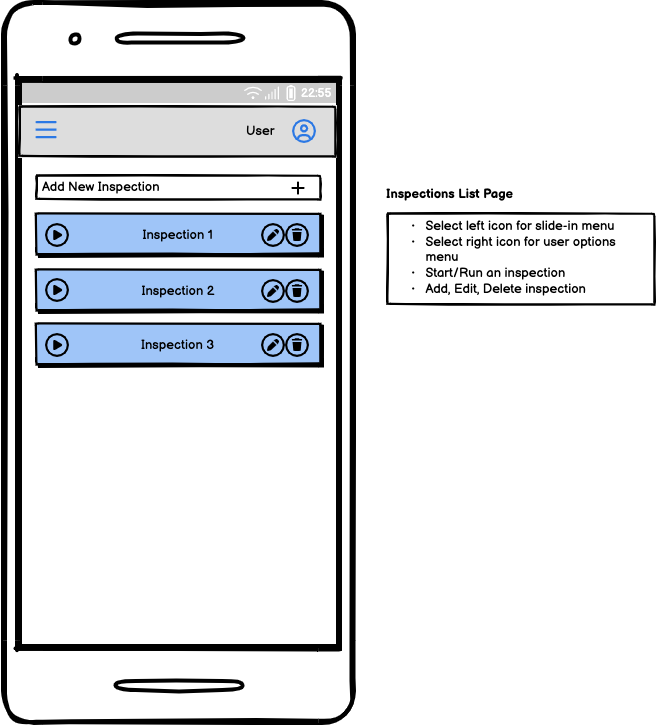 22:55
User
Add New Inspection
Inspection 1
Inspection 2
Inspection 3
Inspections List Page
· Select left icon for slide-in menu
· Select right icon for user options
menu
· Start/Run an inspection
· Add, Edit, Delete inspection